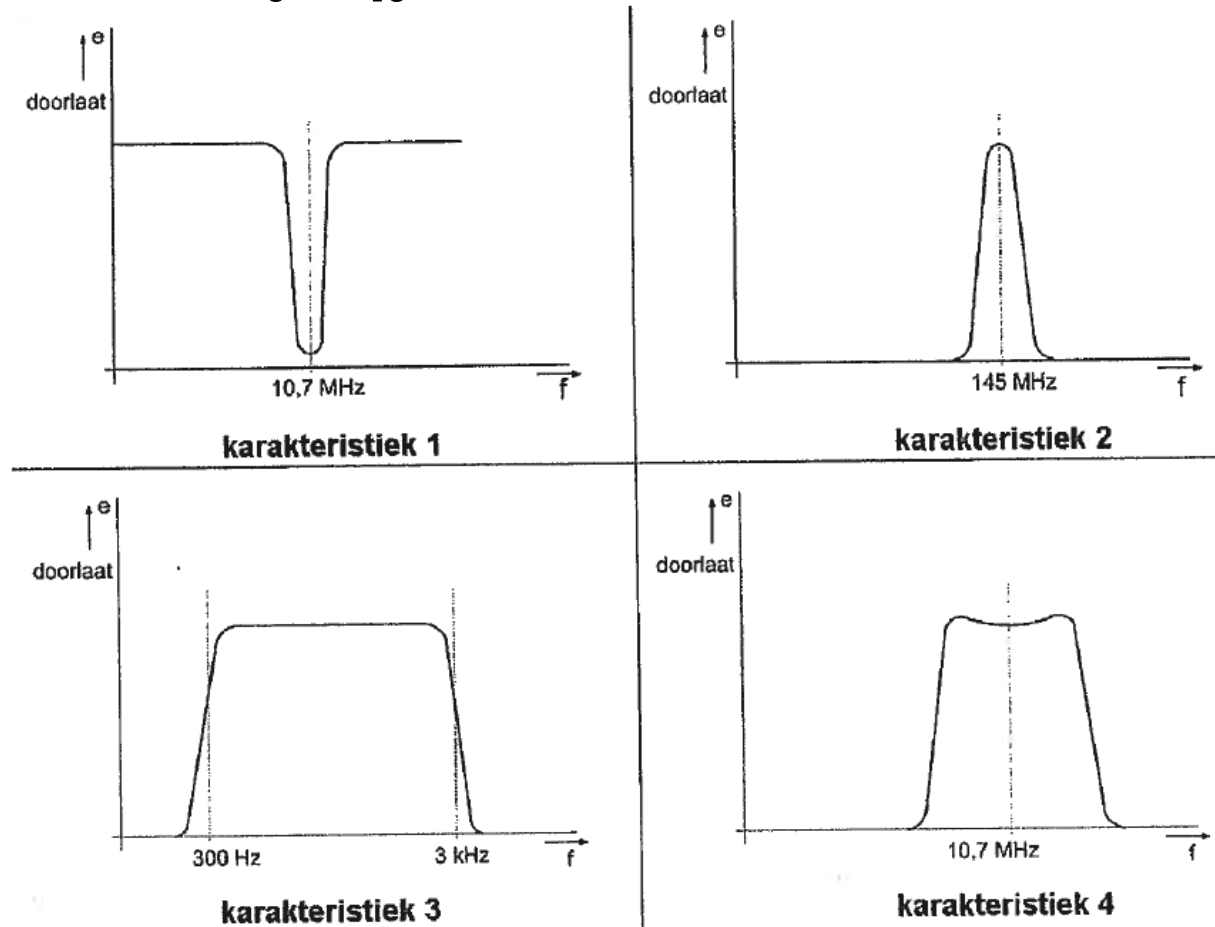 e
doorlaat
10,7 MHz
f
karakteristiek 1
e
doorlaat
145 MHz
f
karakteristiek 2
e
doorlaat
300 Hz
3 kHz
f
karakteristiek 3
e
doorlaat
10,7 MHz
f
karakteristiek 4